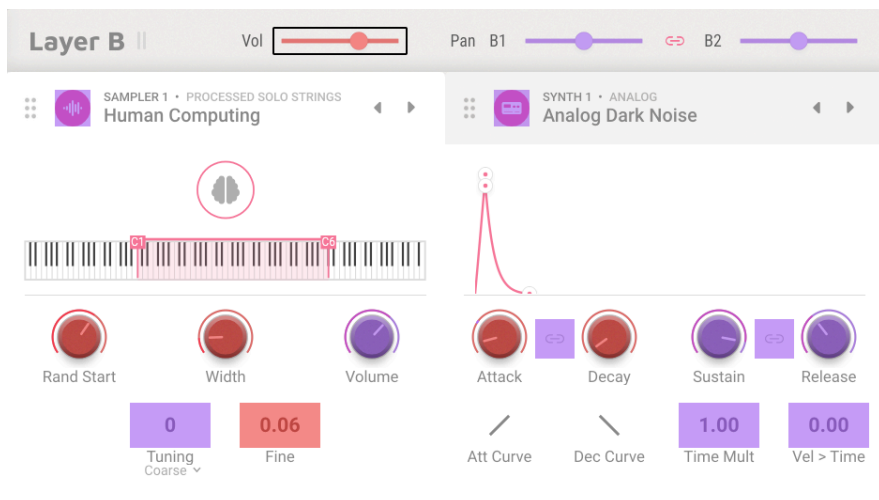 Layer B
Vol
Pan B1
B2
SAMPLER 1 • PROCESSED SOLO STRINGS
Human Computing
SYNTH 1 • ANALOG
Analog Dark Noise
C1
C6
Rand Start
Width
Volume
Attack
Decay
Sustain
Release
0
0.06
1.00
0.00
Tuning
Fine
Att Curve
Dec Curve
Time Mult
Vel > Time
Coarse